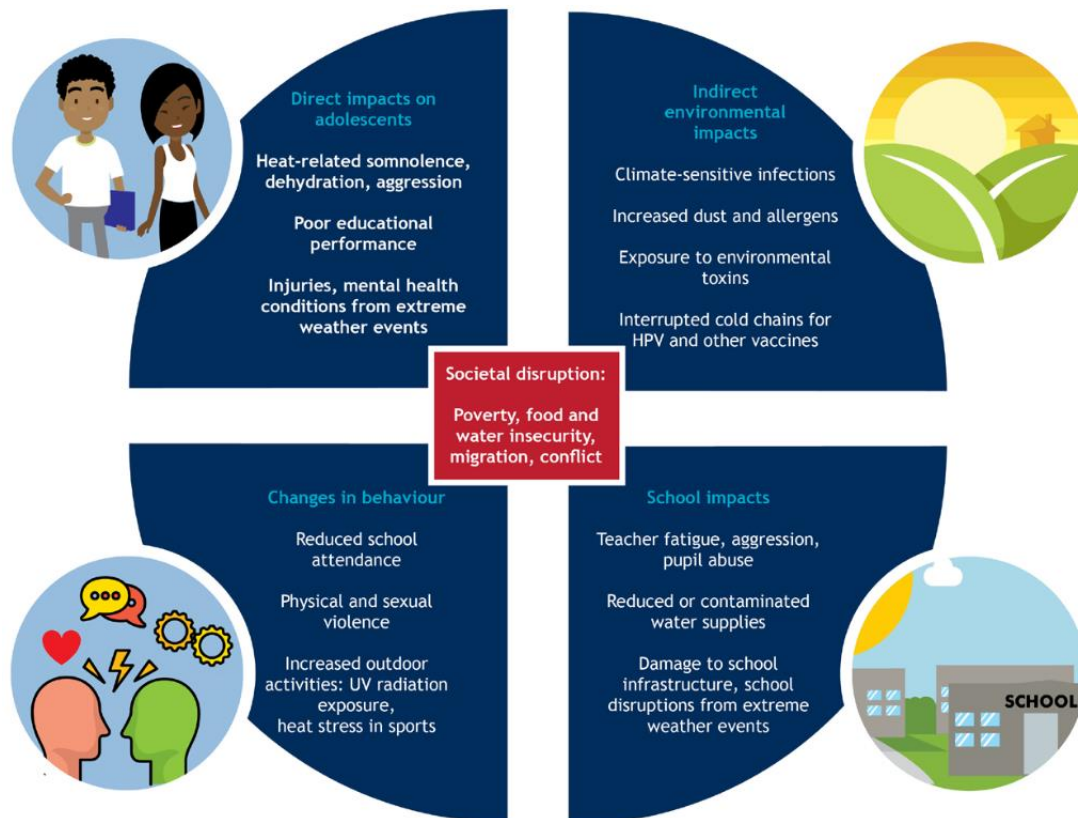 Direct impacts on
adolescents
Heat-related somnolence,
dehydration, aggression
Poor educational
performance
Injuries, mental health
conditions from extreme
weather events
Indirect
environmental
impacts
Climate-sensitive infections
Increased dust and allergens
Exposure to environmental
toxins
Interrupted cold chains for
HPV and other vaccines
Societal disruption:
Poverty, food and
water insecurity,
migration, conflict
Changes in behaviour
Reduced school
attendance
Physical and sexual
violence
Increased outdoor
activities: UV radiation
exposure,
heat stress in sports
School impacts
Teacher fatigue, aggression,
pupil abuse
Reduced or contaminated
water supplies
Damage to school
infrastructure, school
disruptions from extreme
weather events
SCHOOL